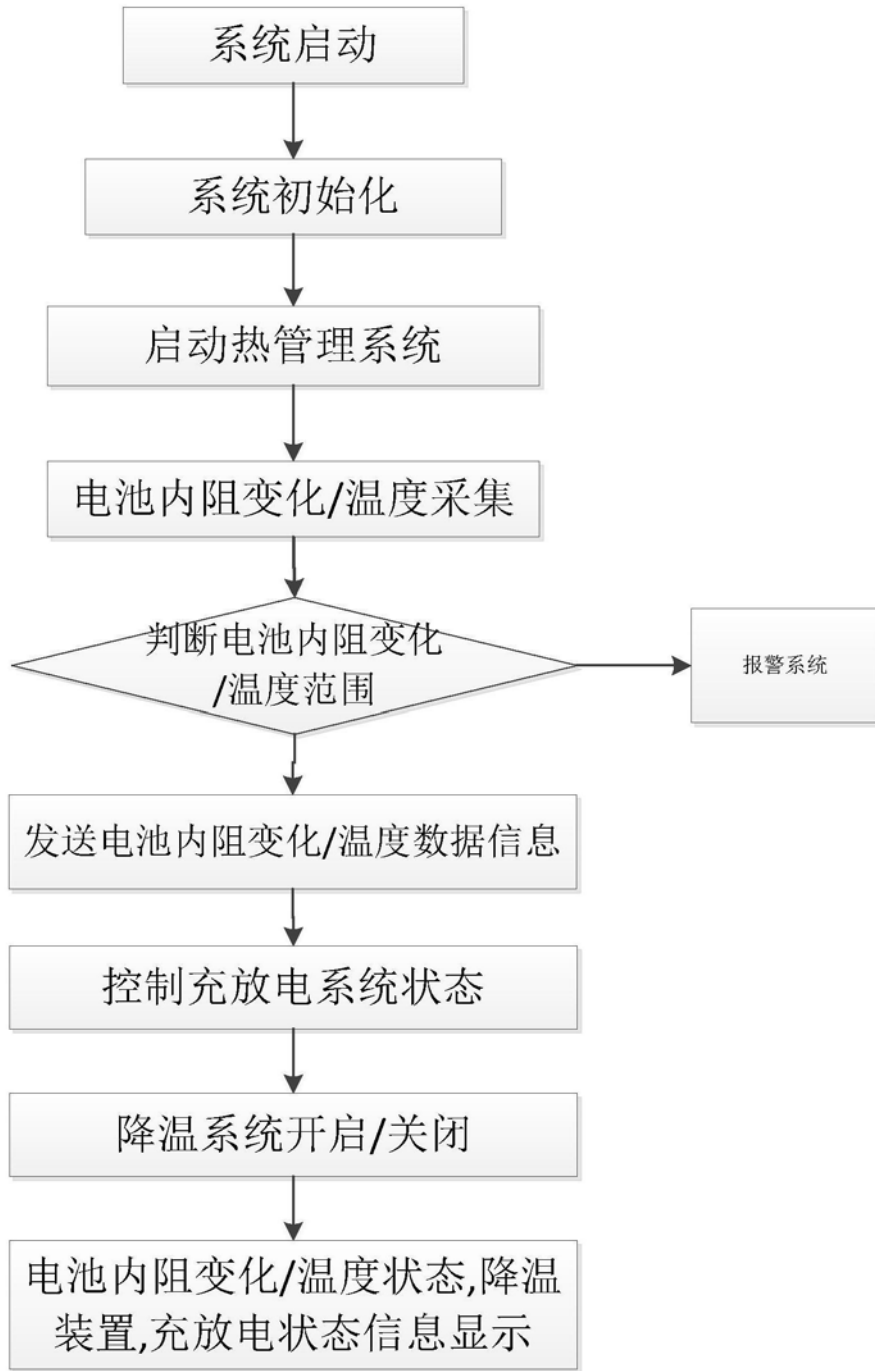 系统启动
系统初始化
启动热管理系统
电池内阻变化/温度采集
判断电池内阻变化
/温度范围
报警系统
发送电池内阻变化/温度数据信息
控制充放电系统状态
降温系统开启/关闭
电池内阻变化/温度状态,降温
装置,充放电状态信息显示